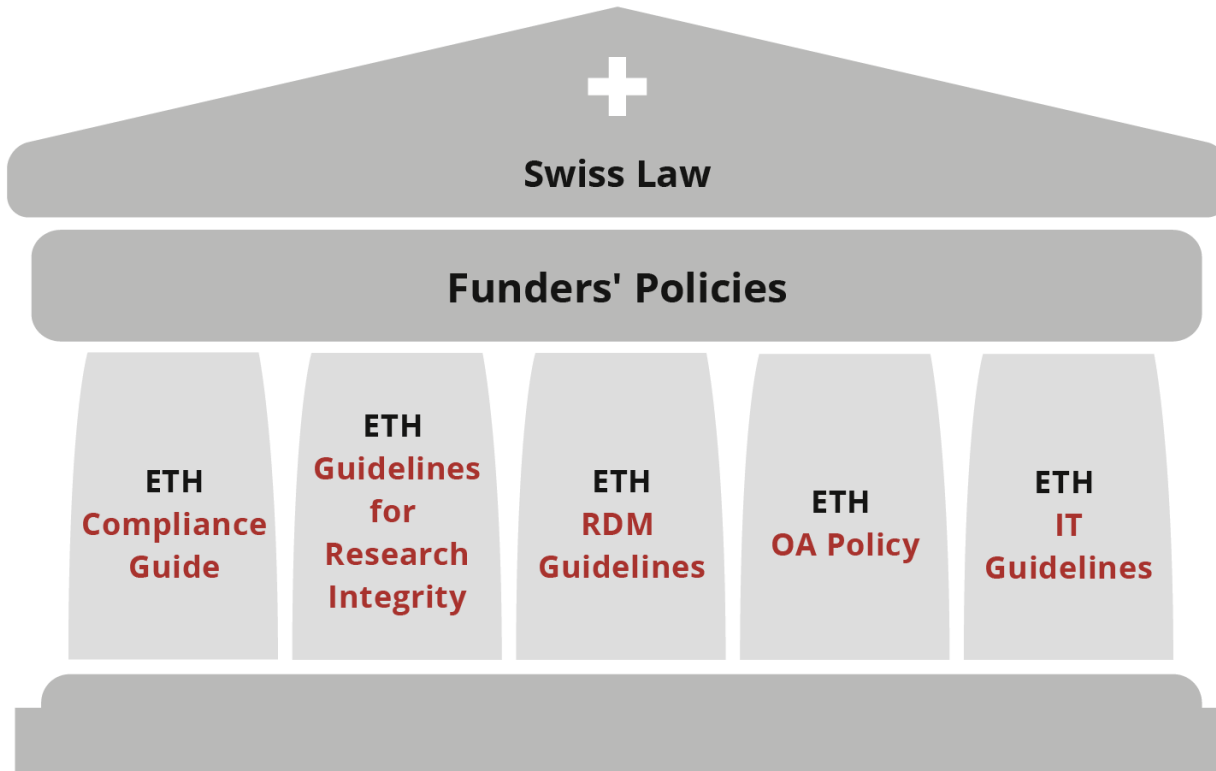 Swiss Law
Funders' Policies
ETH
Compliance
Guide
ETH
Guidelines
for
Research
Integrity
ETH
RDM
Guidelines
ETH
OA Policy
ETH
IT
Guidelines